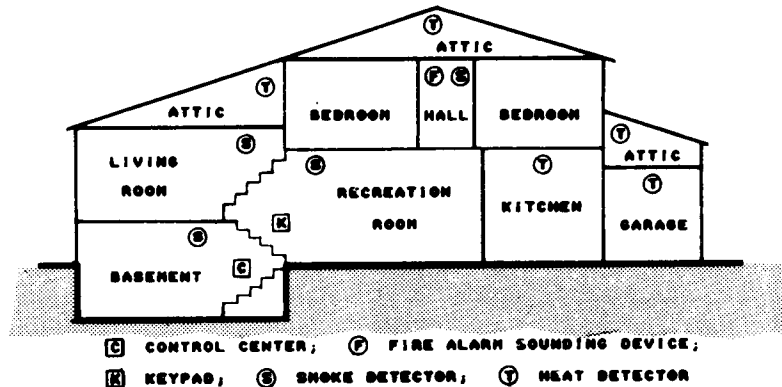 T
ATTIC
T
F S
ATTIC
BEDROOM HALL BEDROOM
T
S
ATTIC
LIVING
ROOM
S
T
T
RECREATION
ROOM
KITCHEN
K
GARAGE
S
BASEMENT
C
C CONTROL CENTER; F FIRE ALARM SOUNDING DEVICE;
K KEYPAD; S SMOKE DETECTOR; T HEAT DETECTOR